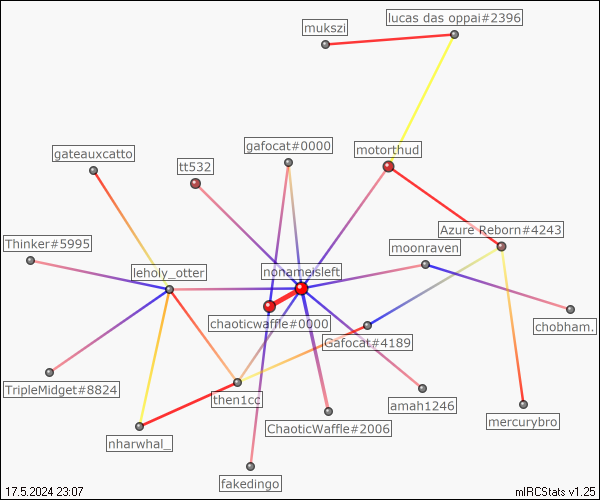 lucas das oppai#2396
mukszi
gafocat#0000
motorthud
gateauxcatto
tt532
Azure Reborn#4243
Thinker#5995
moonraven
leholy_otter
nonameisleft
chaoticwaffle#0000
chobham.
Gafocat#4189
TripleMidget#8824
then1cc
amah1246
mercurybro
ChaoticWaffle#2006
nharwhal_
fakedingo
17.5.2024 23:07
mIRCStats v1.25